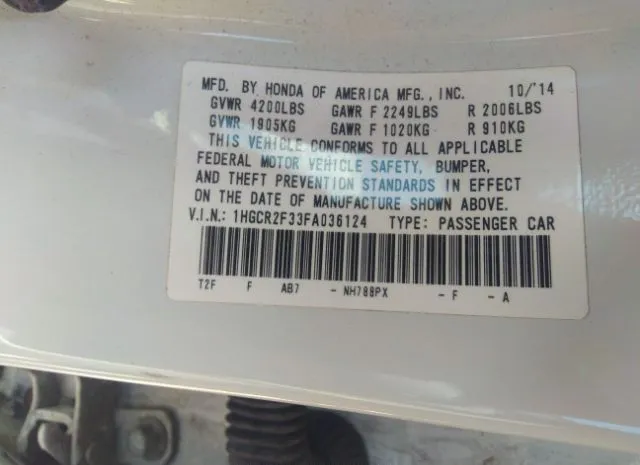 MFD. BY HONDA OF AMERICA MFG., INC. 10/'14
GVWR 4200LBS GAWR F 2249LBS R 2006LBS
GVWR 1905KG GAWR F 1020KG R 910KG
THIS VEHICLE CONFORMS TO ALL APPLICABLE
FEDERAL MOTOR VEHICLE SAFETY, BUMPER,
AND THEFT PREVENTION STANDARDS IN EFFECT
ON THE DATE OF MANUFACTURE SHOWN ABOVE.
V.I.N.: 1HGCR2F33FA036124 TYPE: PASSENGER CAR
T2F F AB7 - NH788PX - F - A